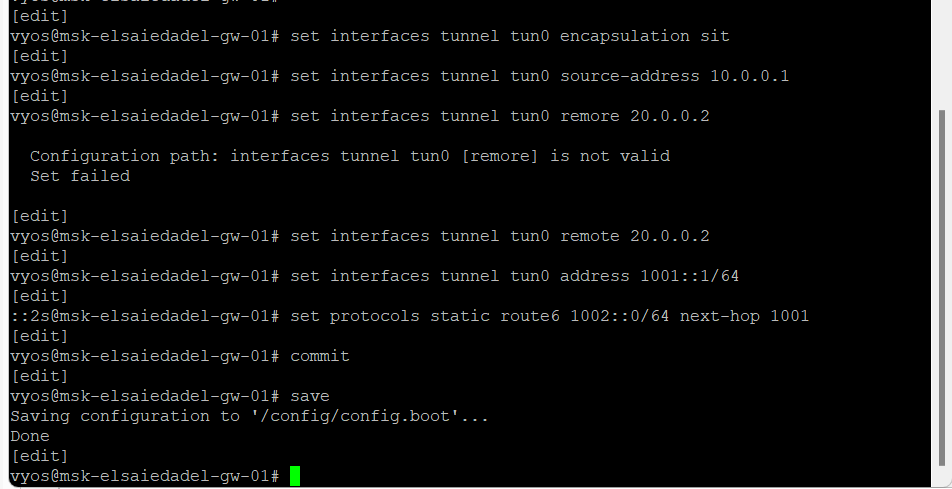 [edit]
vyos@msk-elsaiedadel-gw-01# set interfaces tunnel tun0 encapsulation sit
[edit]
vyos@msk-elsaiedadel-gw-01# set interfaces tunnel tun0 source-address 10.0.0.1
[edit]
vyos@msk-elsaiedadel-gw-01# set interfaces tunnel tun0 remore 20.0.0.2
Configuration path: interfaces tunnel tun0 [remore] is not valid
Set failed
[edit]
vyos@msk-elsaiedadel-gw-01# set interfaces tunnel tun0 remote 20.0.0.2
[edit]
vyos@msk-elsaiedadel-gw-01# set interfaces tunnel tun0 address 1001::1/64
[edit]
::2s@msk-elsaiedadel-gw-01# set protocols static route6 1002::0/64 next-hop 1001
[edit]
vyos@msk-elsaiedadel-gw-01# commit
[edit]
vyos@msk-elsaiedadel-gw-01# save
Saving configuration to '/config/config.boot'...
Done
[edit]
vyos@msk-elsaiedadel-gw-01#